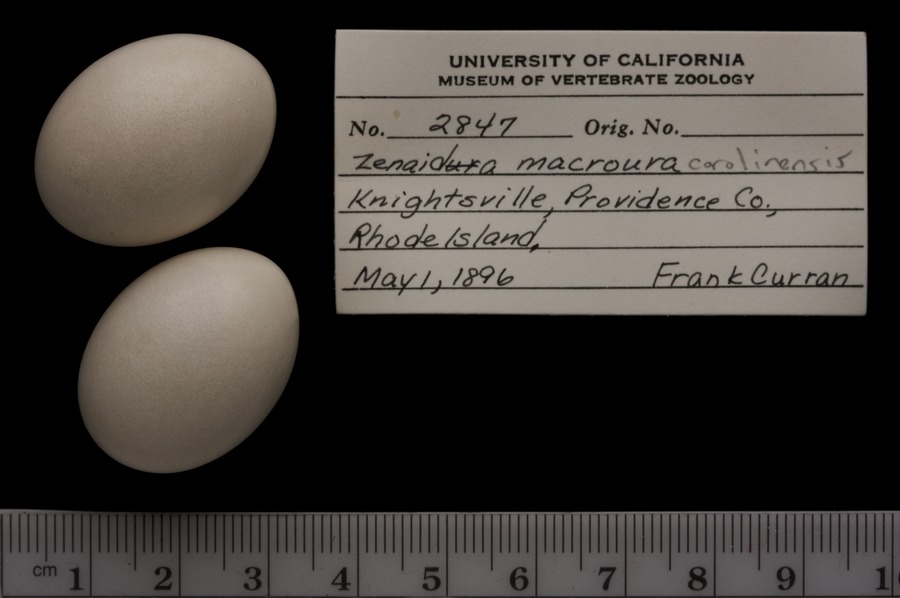 UNIVERSITY OF CALIFORNIA
MUSEUM OF VERTEBRATE ZOOLOGY
No. 2847 Orig. No.
Zenaidura macroura carolinensis
Knightsville, Providence Co.,
Rhode Island,
May 1, 1896 Frank Curran
cm 1 2 3 4 5 6 7 8 9 1